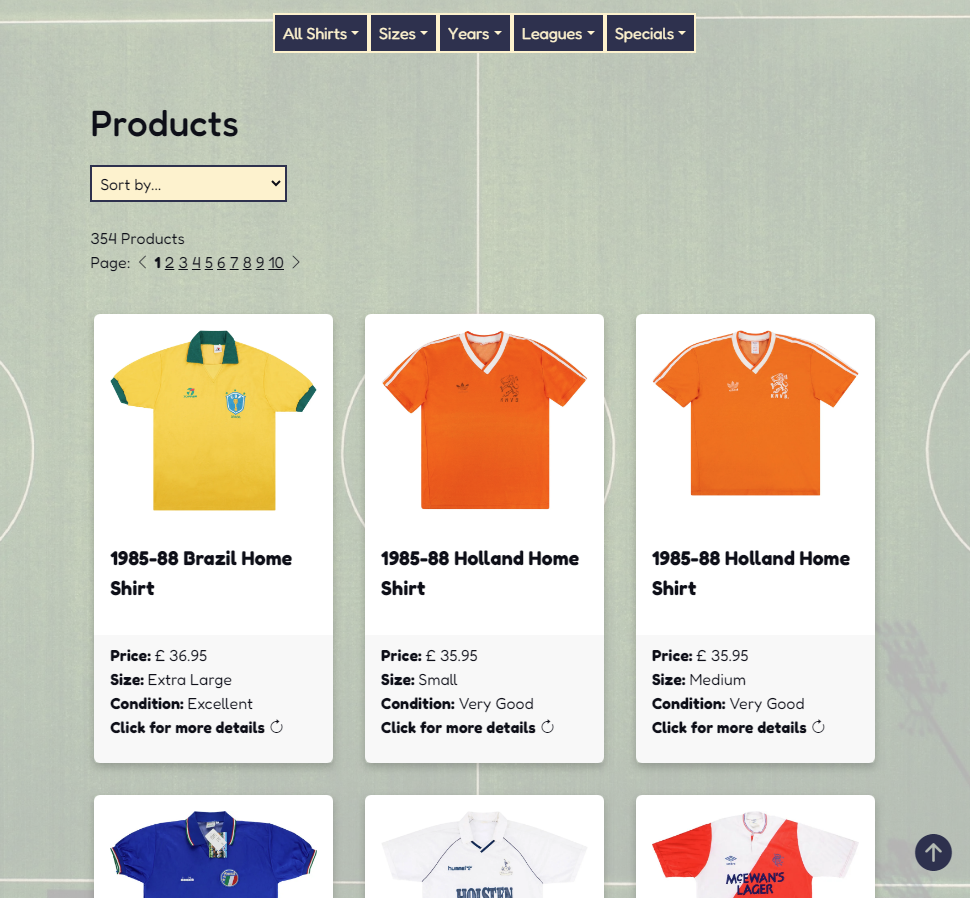 All Shirts Sizes Years Leagues Specials
Products
Sort by...
354 Products
Page: 1 2 3 4 5 6 7 8 9 10
1985-88 Brazil Home Shirt
Price: £ 36.95
Size: Extra Large
Condition: Excellent
Click for more details
1985-88 Holland Home Shirt
Price: £ 35.95
Size: Small
Condition: Very Good
Click for more details
1985-88 Holland Home Shirt
Price: £ 35.95
Size: Medium
Condition: Very Good
Click for more details
hummel
HOLSTEN
McEWAN'S
LAGER